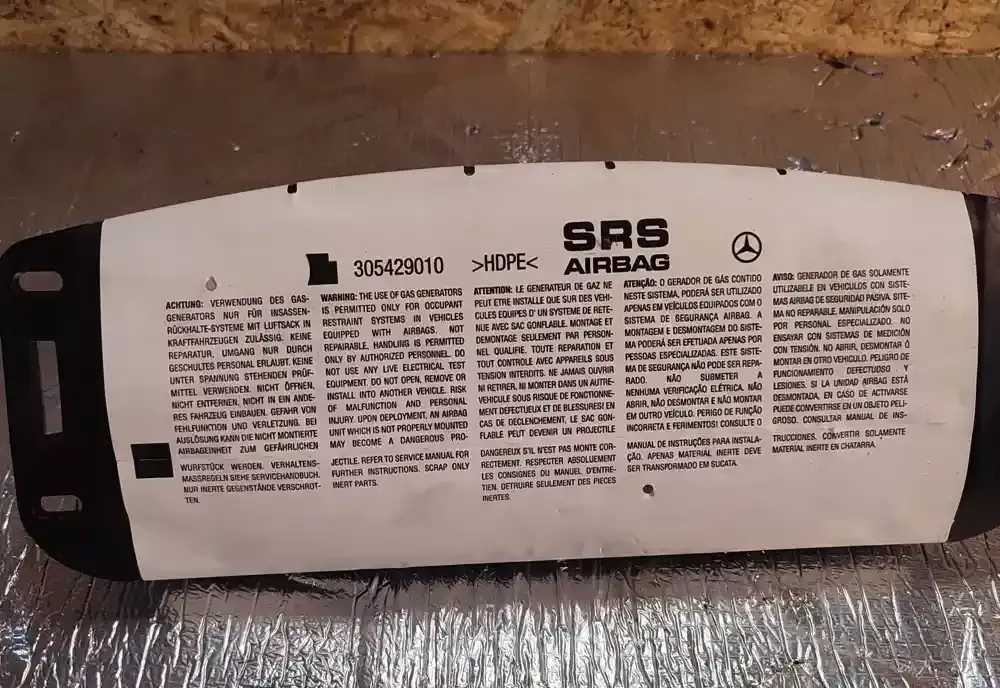 SRS
AIRBAG
305429010
>HDPE<
ACHTUNG: VERWENDUNG DES GAS-
GENERATORS NUR FÜR INSASSEN-
RÜCKHALTE-SYSTEME MIT LUFTSACK IN
KRAFTFAHRZEUGEN ZULÄSSIG. KEINE
REPARATUR, UMGANG NUR DURCH
GESCHULTES PERSONAL ERLAUBT. KEINE
UNTER SPANNUNG STEHENDEN PRÜF-
MITTEL VERWENDEN. NICHT ÖFFNEN,
NICHT ENTFERNEN, NICHT IN EIN ANDE-
RES FAHRZEUG EINBAUEN. GEFAHR VON
FEHLFUNKTION UND VERLETZUNG. BEI
AUSLÖSUNG KANN DIE NICHT MONTIERTE
AIRBAGEINHEIT ZUM GEFÄHRLICHEN
WURFSTÜCK WERDEN. VERHALTENS-
MASSREGELN SIEHE SERVICEHANDBUCH.
NUR INERTE GEGENSTÄNDE VERSCHROT-
TEN.
WARNING: THE USE OF GAS GENERATORS
IS PERMITTED ONLY FOR OCCUPANT
RESTRAINT SYSTEMS IN VEHICLES
EQUIPPED WITH AIRBAGS. NOT
REPAIRABLE. HANDLING IS PERMITTED
ONLY BY AUTHORIZED PERSONNEL. DO
NOT USE ANY LIVE ELECTRICAL TEST
EQUIPMENT. DO NOT OPEN, REMOVE OR
INSTALL INTO ANOTHER VEHICLE. RISK
OF MALFUNCTION AND PERSONAL
INJURY. UPON DEPLOYMENT, AN AIRBAG
UNIT WHICH IS NOT PROPERLY MOUNTED
MAY BECOME A DANGEROUS PRO-
JECTILE. REFER TO SERVICE MANUAL FOR
FURTHER INSTRUCTIONS. SCRAP ONLY
INERT PARTS.
ATTENTION: LE GENERATEUR DE GAZ NE
PEUT ETRE INSTALLE QUE SUR DES VEHI-
CULES EQUIPES D' UN SYSTEME DE RETE-
NUE AVEC SAC GONFLABLE. MONTAGE ET
DEMONTAGE SEULEMENT PAR PERSON-
NEL QUALIFIE. TOUTE REPARATION ET
TOUT CONTROLE AVEC APPAREILS SOUS
TENSION INTERDITS. NE JAMAIS OUVRIR
NI RETIRER, NI MONTER DANS UN AUTRE-
VEHICULE SOUS RISQUE DE FONCTIONNE-
MENT DEFECTUEUX ET DE BLESSURES! EN
CAS DE DECLENCHEMENT, LE SAC GON-
FLABLE PEUT DEVENIR UN PROJECTILE
DANGEREUX S'IL N'EST PAS MONTE COR-
RECTEMENT. RESPECTER ABSOLUEMENT
LES CONSIGNES DU MANUEL D'ENTRE-
TIEN. DETRUIRE SEULEMENT DES PIECES
INERTES.
ATENÇÃO: O GERADOR DE GÁS CONTIDO
NESTE SISTEMA, PODERÁ SER UTILIZADO
APENAS EM VEÍCULOS EQUIPADOS COM O
SISTEMA DE SEGURANÇA AIRBAG. A
MONTAGEM E DESMONTAGEM DO SISTE-
MA PODERÁ SER EFETUADA APENAS POR
PESSOAS ESPECIALIZADAS. ESTE SISTE-
MA DE SEGURANÇA NÃO PODE SER REPA-
RADO. NÃO SUBMETER A
NENHUMA VERIFICAÇÃO ELÉTRICA. NÃO
ABRIR, NÃO DESMONTAR E NÃO MONTAR
EM OUTRO VEÍCULO. PERIGO DE FUNÇÃO
INCORRETA E FERIMENTOS! CONSULTE O
MANUAL DE INSTRUÇÕES PARA INSTALA-
ÇÃO. APENAS MATERIAL INERTE DEVE
SER TRANSFORMADO EM SUCATA.
AVISO: GENERADOR DE GAS SOLAMENTE
UTILIZABELE EN VEHICULOS CON SISTE-
MAS AIRBAG DE SEGURIDAD PASIVA. SITE-
MA NO REPARABLE. MANIPULACIÓN SOLO
POR PERSONAL ESPECIALIZADO. NO
ENSAYAR CON SISTEMAS DE MEDICIÓN
CON TENSIÓN. NO ABRIR, DESMONTAR Ó
MONTAR EN OTRO VEHÍCULO. PELIGRO DE
FUNCIONAMIENTO DEFECTUOSO Y
LESIONES. SI LA UNIDAD AIRBAG ESTÁ
DESMONTADA, EN CASO DE ACTIVARSE
PUEDE CONVERTIRSE EN UN OBJETO PELI-
GROSO. CONSULTAR MANUAL DE INS-
TRUCCIONES. CONVERTIR SOLAMENTE
MATERIAL INERTE EN CHATARRA.